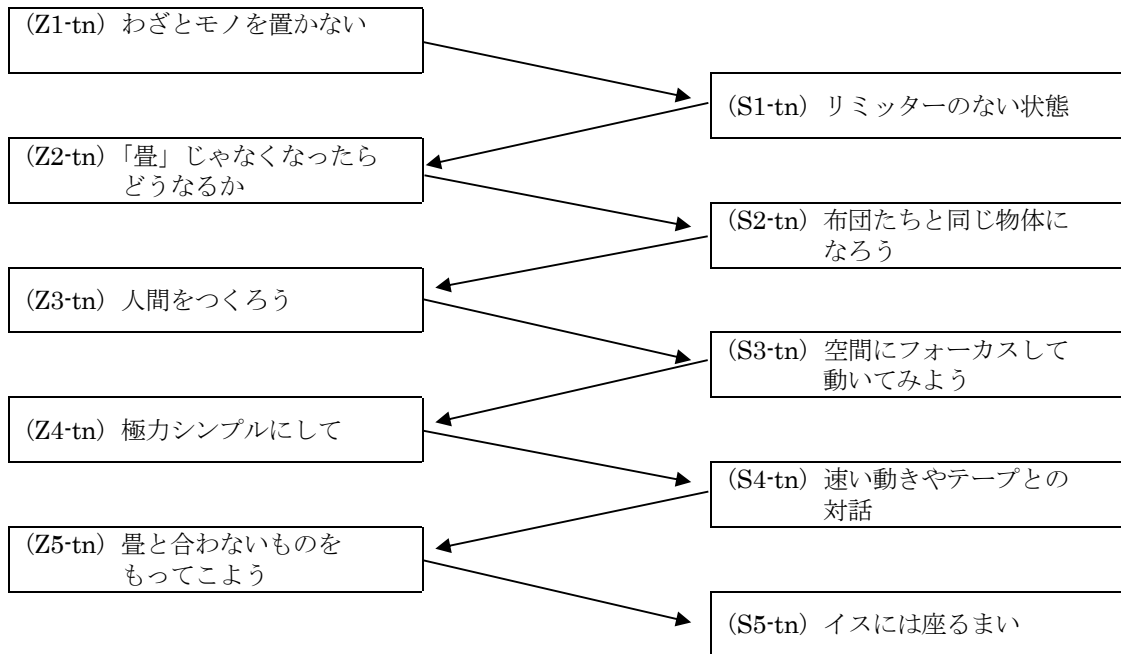 (Z1-tn) わざとモノを置かない
(S1-tn) リミッターのない状態
(Z2-tn) 「畳」じゃなくなったら
どうなるか
(S2-tn) 布団たちと同じ物体に
なろう
(Z3-tn) 人間をつくろう
(S3-tn) 空間にフォーカスして
動いてみよう
(Z4-tn) 極力シンプルにして
(S4-tn) 速い動きやテープとの
対話
(Z5-tn) 畳と合わないものを
もってこよう
(S5-tn) イスには座るまい